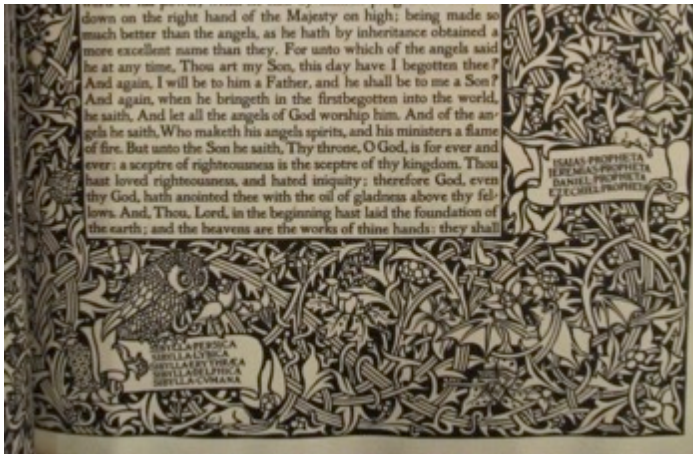 down on the right hand of the Majesty on high; being made so
much better than the angels, as he hath by inheritance obtained a
more excellent name than they. For unto which of the angels said
he at any time, Thou art my Son, this day have I begotten thee?
And again, I will be to him a Father, and he shall be to me a Son?
And again, when he bringeth in the firstbegotten into the world,
he saith, And let all the angels of God worship him. And of the an-
gels he saith, Who maketh his angels spirits, and his ministers a flame
of fire. But unto the Son he saith, Thy throne, O God, is for ever and
ever: a sceptre of righteousness is the sceptre of thy kingdom. Thou
hast loved righteousness, and hated iniquity; therefore God, even
thy God, hath anointed thee with the oil of gladness above thy fel-
lows. And, Thou, Lord, in the beginning hast laid the foundation of
the earth; and the heavens are the works of thine hands: they shall
ISAIAS·PROPHETA
IEREMIAS·PROPHETA
DANIEL·PROPHETA
EZECHIEL·PROPHETA
SIBYLLA·PERSICA
SIBYLLA·LYBICA
SIBYLLA·ERYTHRÆA
SIBYLLA·DELPHICA
SIBYLLA·CVMANA